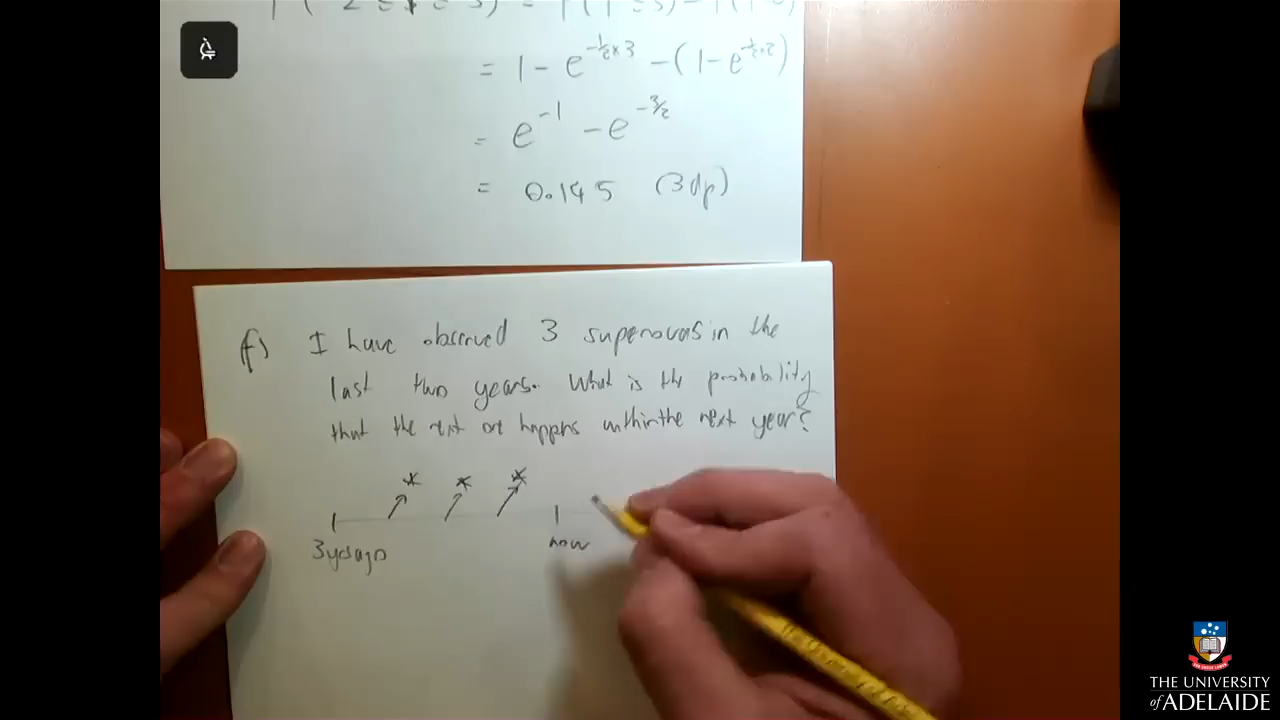 = 1 - e^{-1/2 × 3} - (1 - e^{-1/2 × 2})
= e^{-1} - e^{-3/2}
= 0.145 (3dp)
f) I have observed 3 supernovas in the
last two years. What is the probability
that the next one happens within the next year?
3 yrs ago now
THE UNIVERSITY
of ADELAIDE